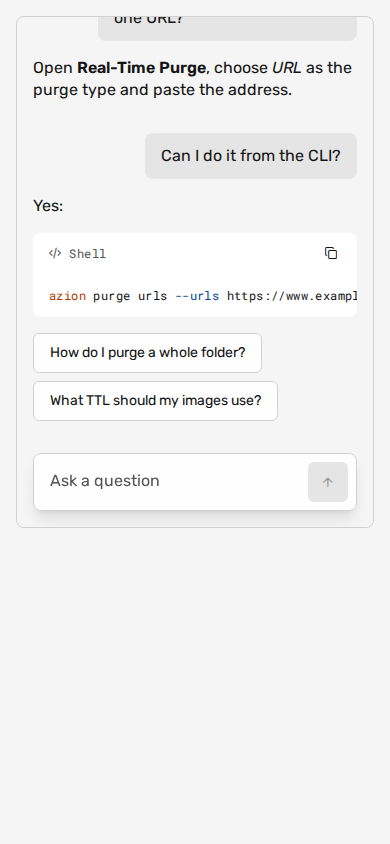 one URL?
Open Real-Time Purge, choose URL as the
purge type and paste the address.
Can I do it from the CLI?
Yes:
</> Shell
azion purge urls --urls https://www.exampl
How do I purge a whole folder?
What TTL should my images use?
Ask a question